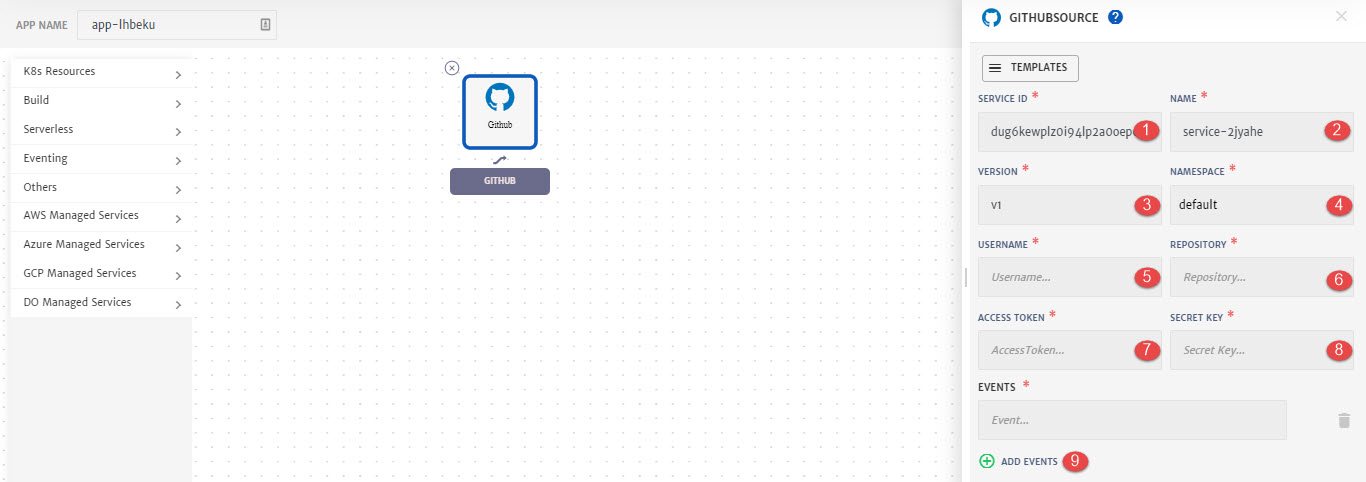 APP NAME app-lhbeku
K8s Resources
Build
Serverless
Eventing
Others
AWS Managed Services
Azure Managed Services
GCP Managed Services
DO Managed Services
Github
GITHUB
GITHUBSOURCE ?
TEMPLATES
SERVICE ID * NAME *
dug6kewplz0i94lp2a0oep 1 service-2jyahe 2
VERSION * NAMESPACE *
v1 3 default 4
USERNAME * REPOSITORY *
Username... 5 Repository... 6
ACCESS TOKEN * SECRET KEY *
AccessToken... 7 Secret Key... 8
EVENTS *
Event...
ADD EVENTS 9